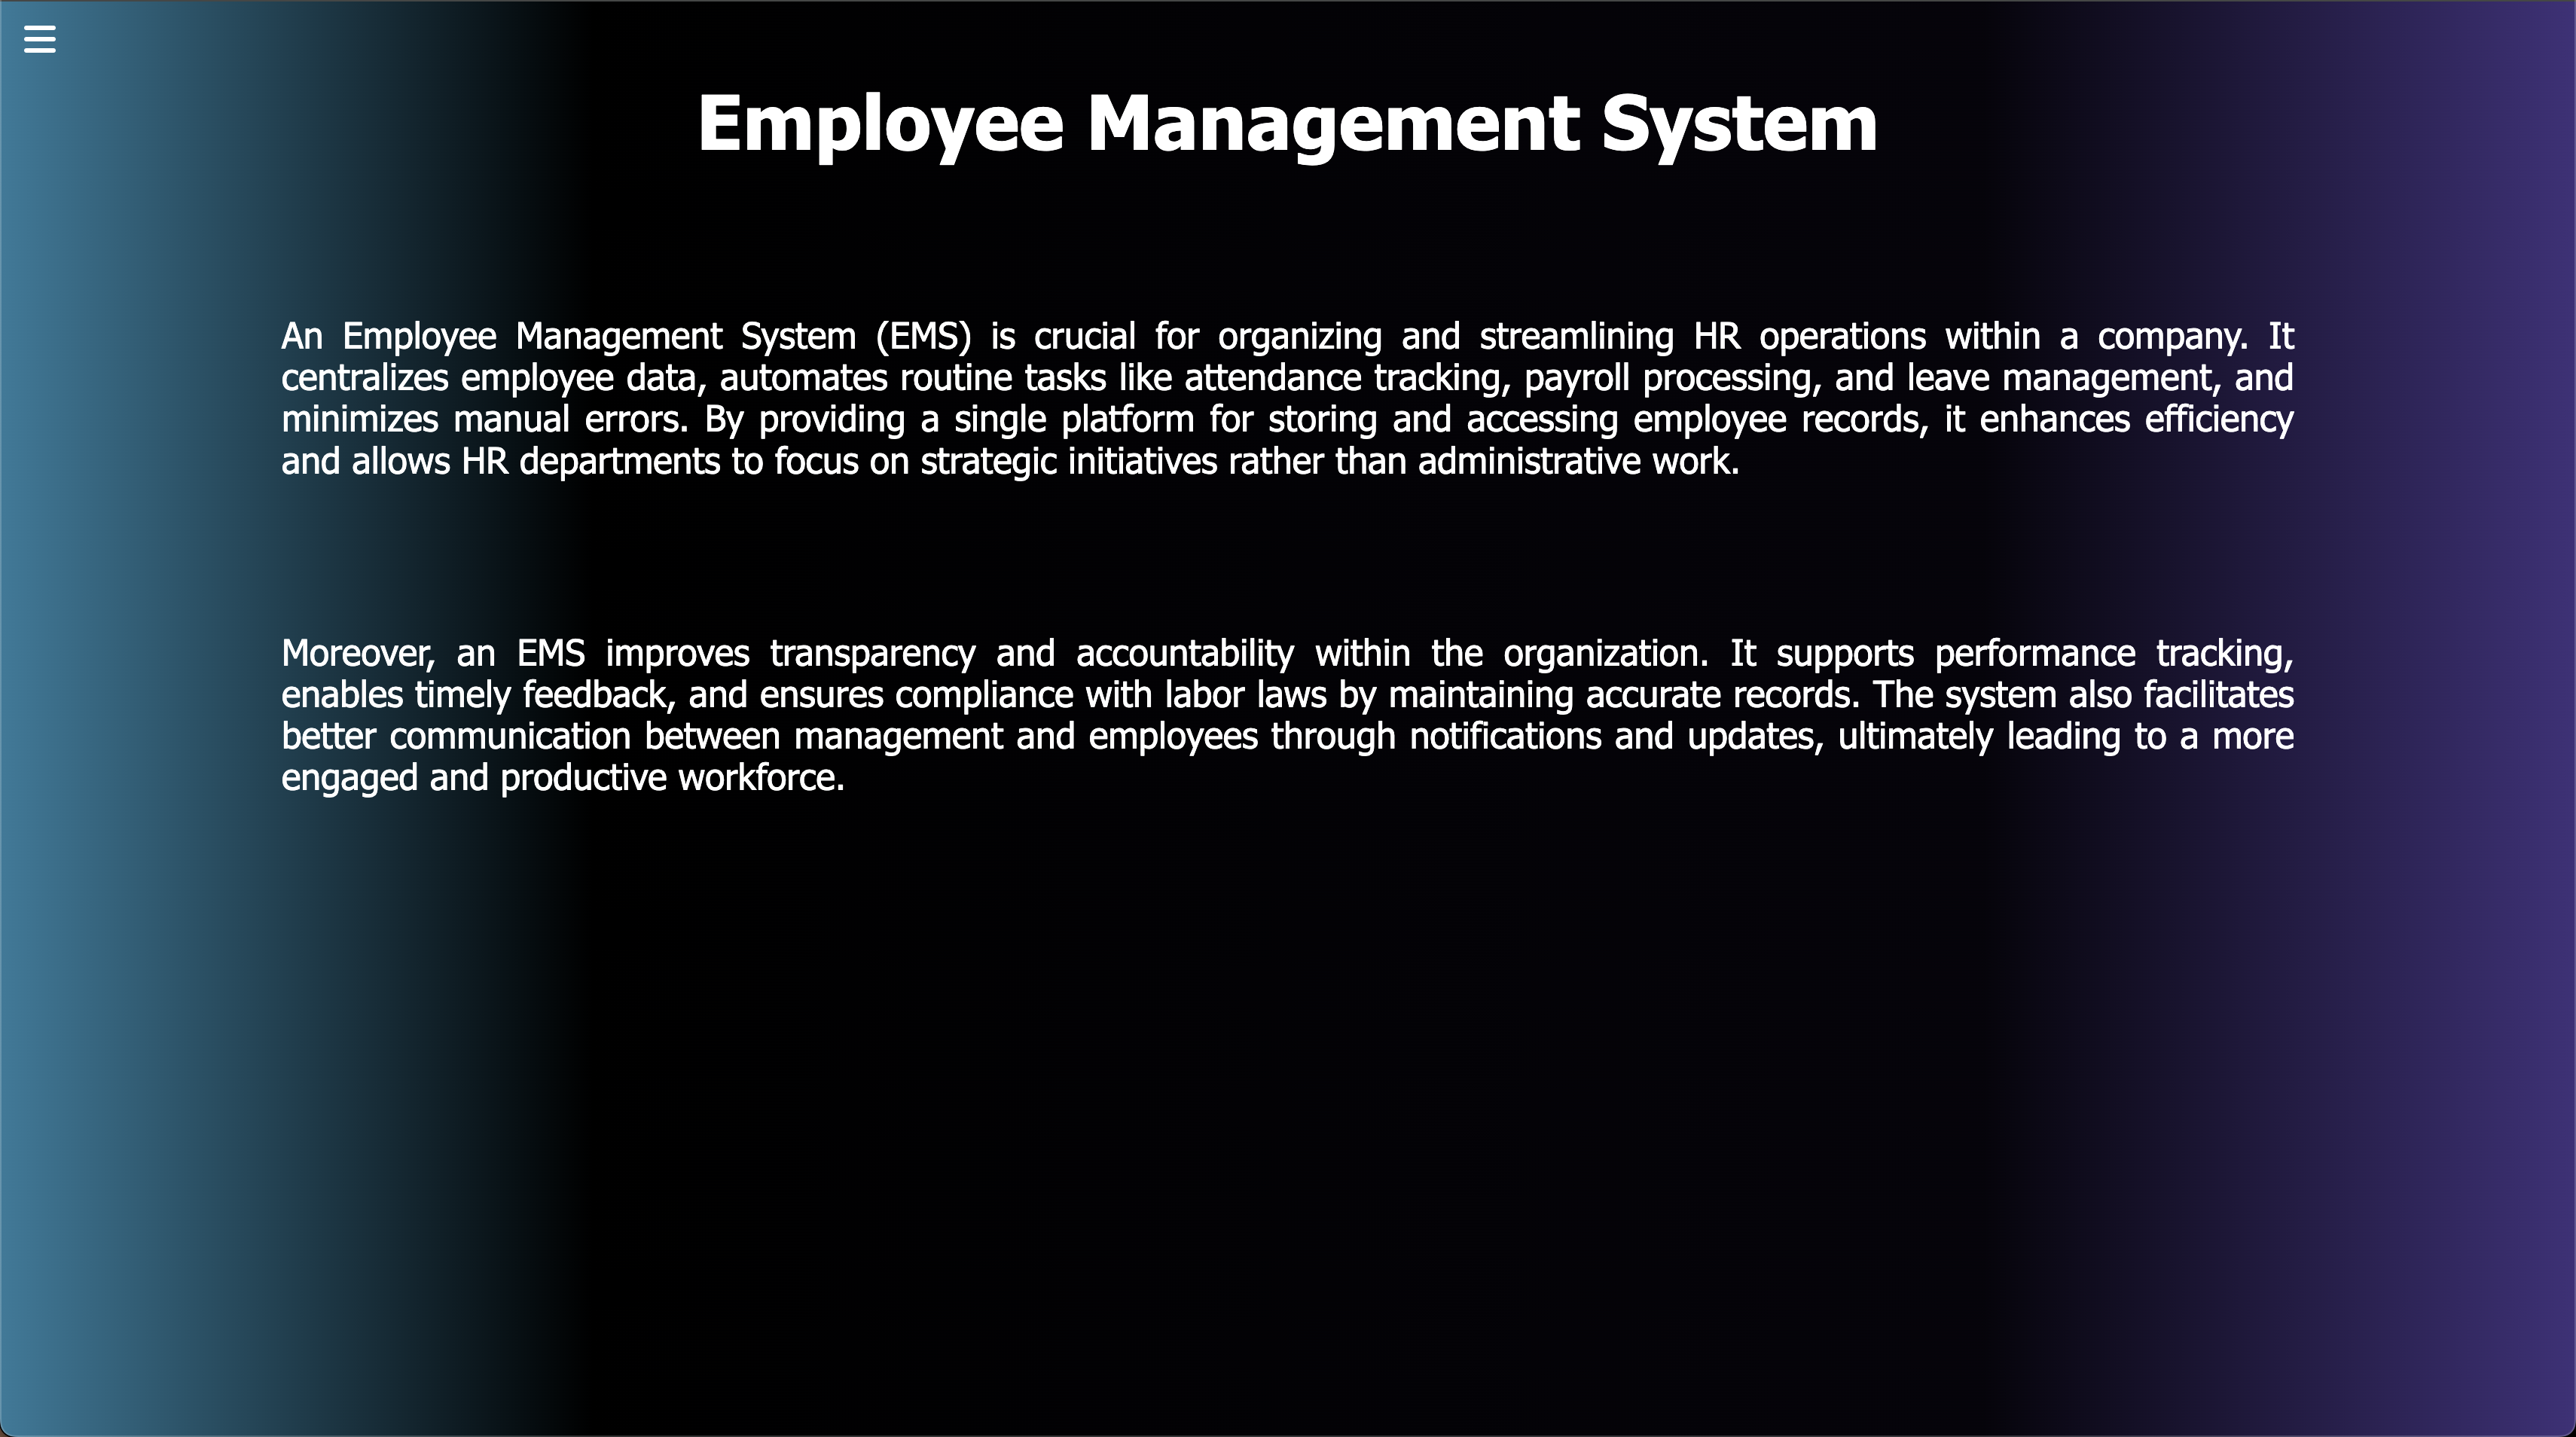 Employee Management System
An Employee Management System (EMS) is crucial for organizing and streamlining HR operations within a company. It
centralizes employee data, automates routine tasks like attendance tracking, payroll processing, and leave management, and
minimizes manual errors. By providing a single platform for storing and accessing employee records, it enhances efficiency
and allows HR departments to focus on strategic initiatives rather than administrative work.
Moreover, an EMS improves transparency and accountability within the organization. It supports performance tracking,
enables timely feedback, and ensures compliance with labor laws by maintaining accurate records. The system also facilitates
better communication between management and employees through notifications and updates, ultimately leading to a more
engaged and productive workforce.